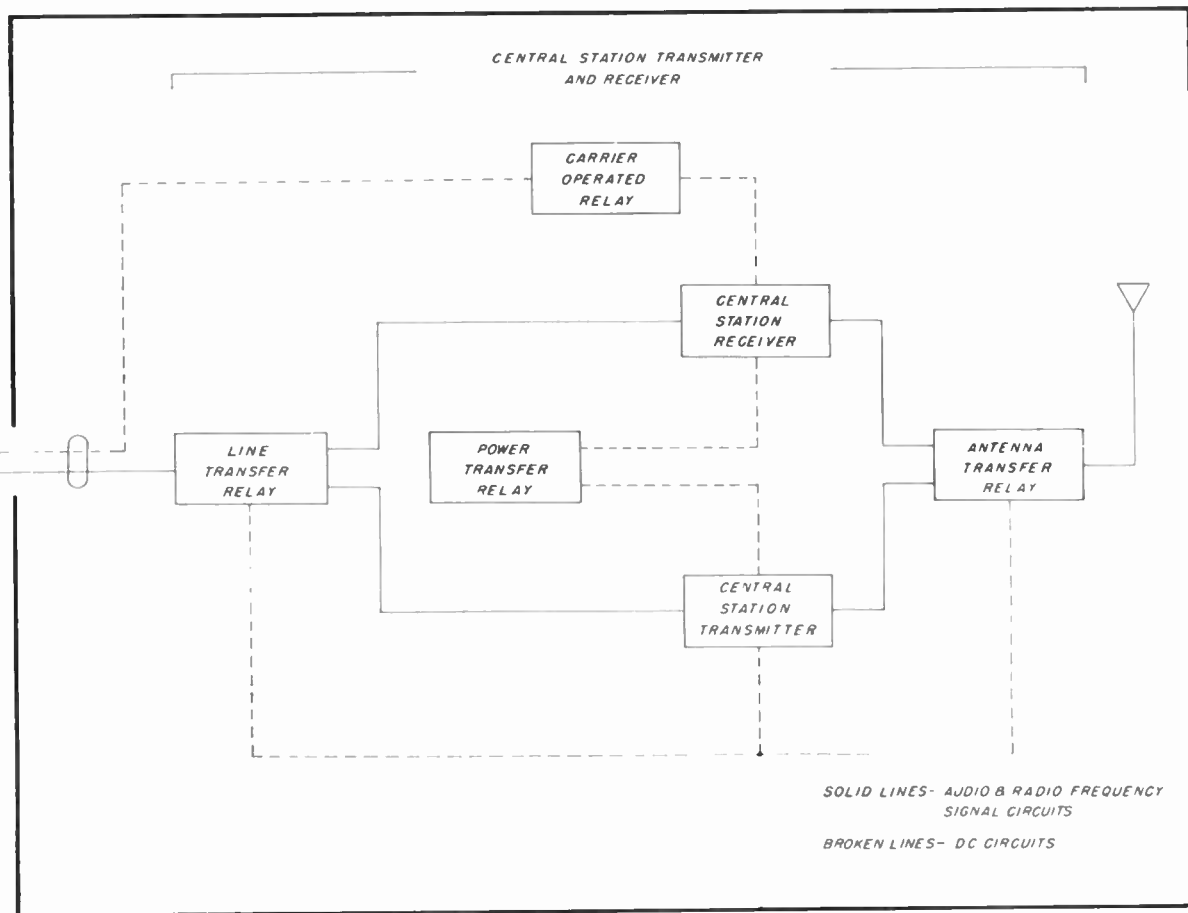 CENTRAL STATION TRANSMITTER
AND RECEIVER
CARRIER
OPERATED
RELAY
CENTRAL
STATION
RECEIVER
LINE
TRANSFER
RELAY
POWER
TRANSFER
RELAY
ANTENNA
TRANSFER
RELAY
CENTRAL
STATION
TRANSMITTER
SOLID LINES- AUDIO & RADIO FREQUENCY
SIGNAL CIRCUITS
BROKEN LINES- DC CIRCUITS